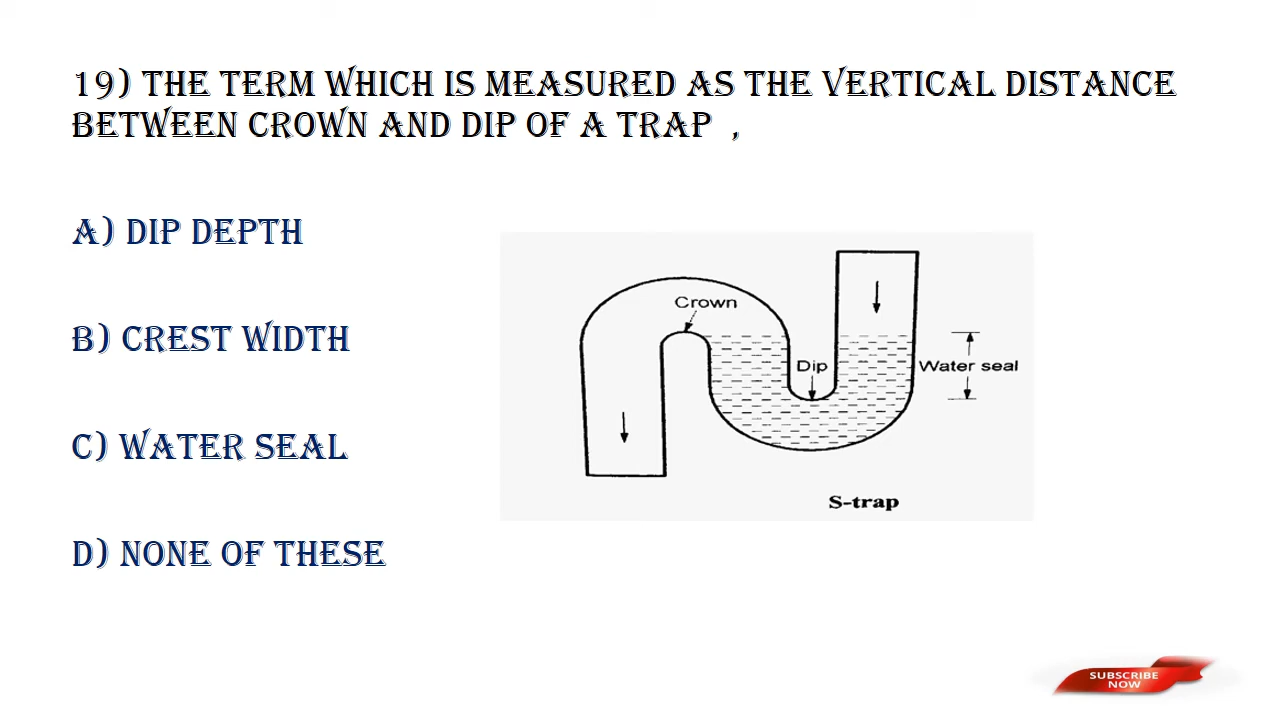 19) THE TERM WHICH IS MEASURED AS THE VERTICAL DISTANCE
BETWEEN CROWN AND DIP OF A TRAP ,
A) DIP DEPTH
B) CREST WIDTH
C) WATER SEAL
D) NONE OF THESE
Crown
Dip
Water seal
S-trap
SUBSCRIBE
NOW